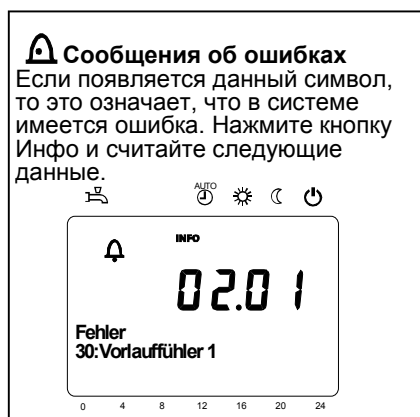 Сообщения об ошибках
Если появляется данный символ,
то это означает, что в системе
имеется ошибка. Нажмите кнопку
Инфо и считайте следующие
данные.
AUTO
INFO
02.01
Fehler
30:Vorlauffühler 1
0 4 8 12 16 20 24